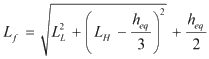 $L_f = \sqrt{L_L^2 + \left(L_H - \frac{h_{eq}}{3}\right)^2} + \frac{h_{eq}}{2}$